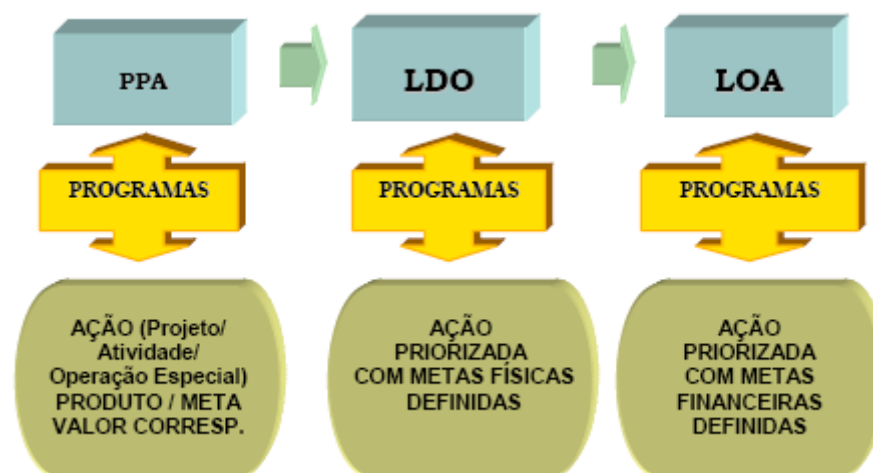 PPA
LDO
LOA
PROGRAMAS
PROGRAMAS
PROGRAMAS
AÇÃO (Projeto/
Atividade/
Operação Especial)
PRODUTO / META
VALOR CORRESP.
AÇÃO
PRIORIZADA
COM METAS FÍSICAS
DEFINIDAS
AÇÃO
PRIORIZADA
COM METAS
FINANCEIRAS
DEFINIDAS